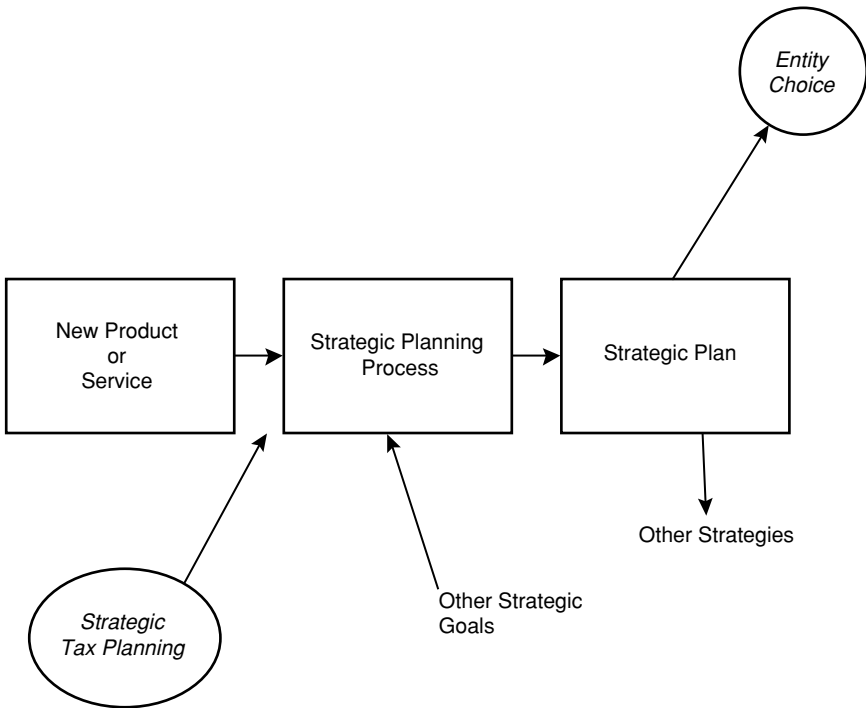 Entity
Choice
New Product
or
Service
Strategic Planning
Process
Strategic Plan
Other Strategies
Strategic
Tax Planning
Other Strategic
Goals